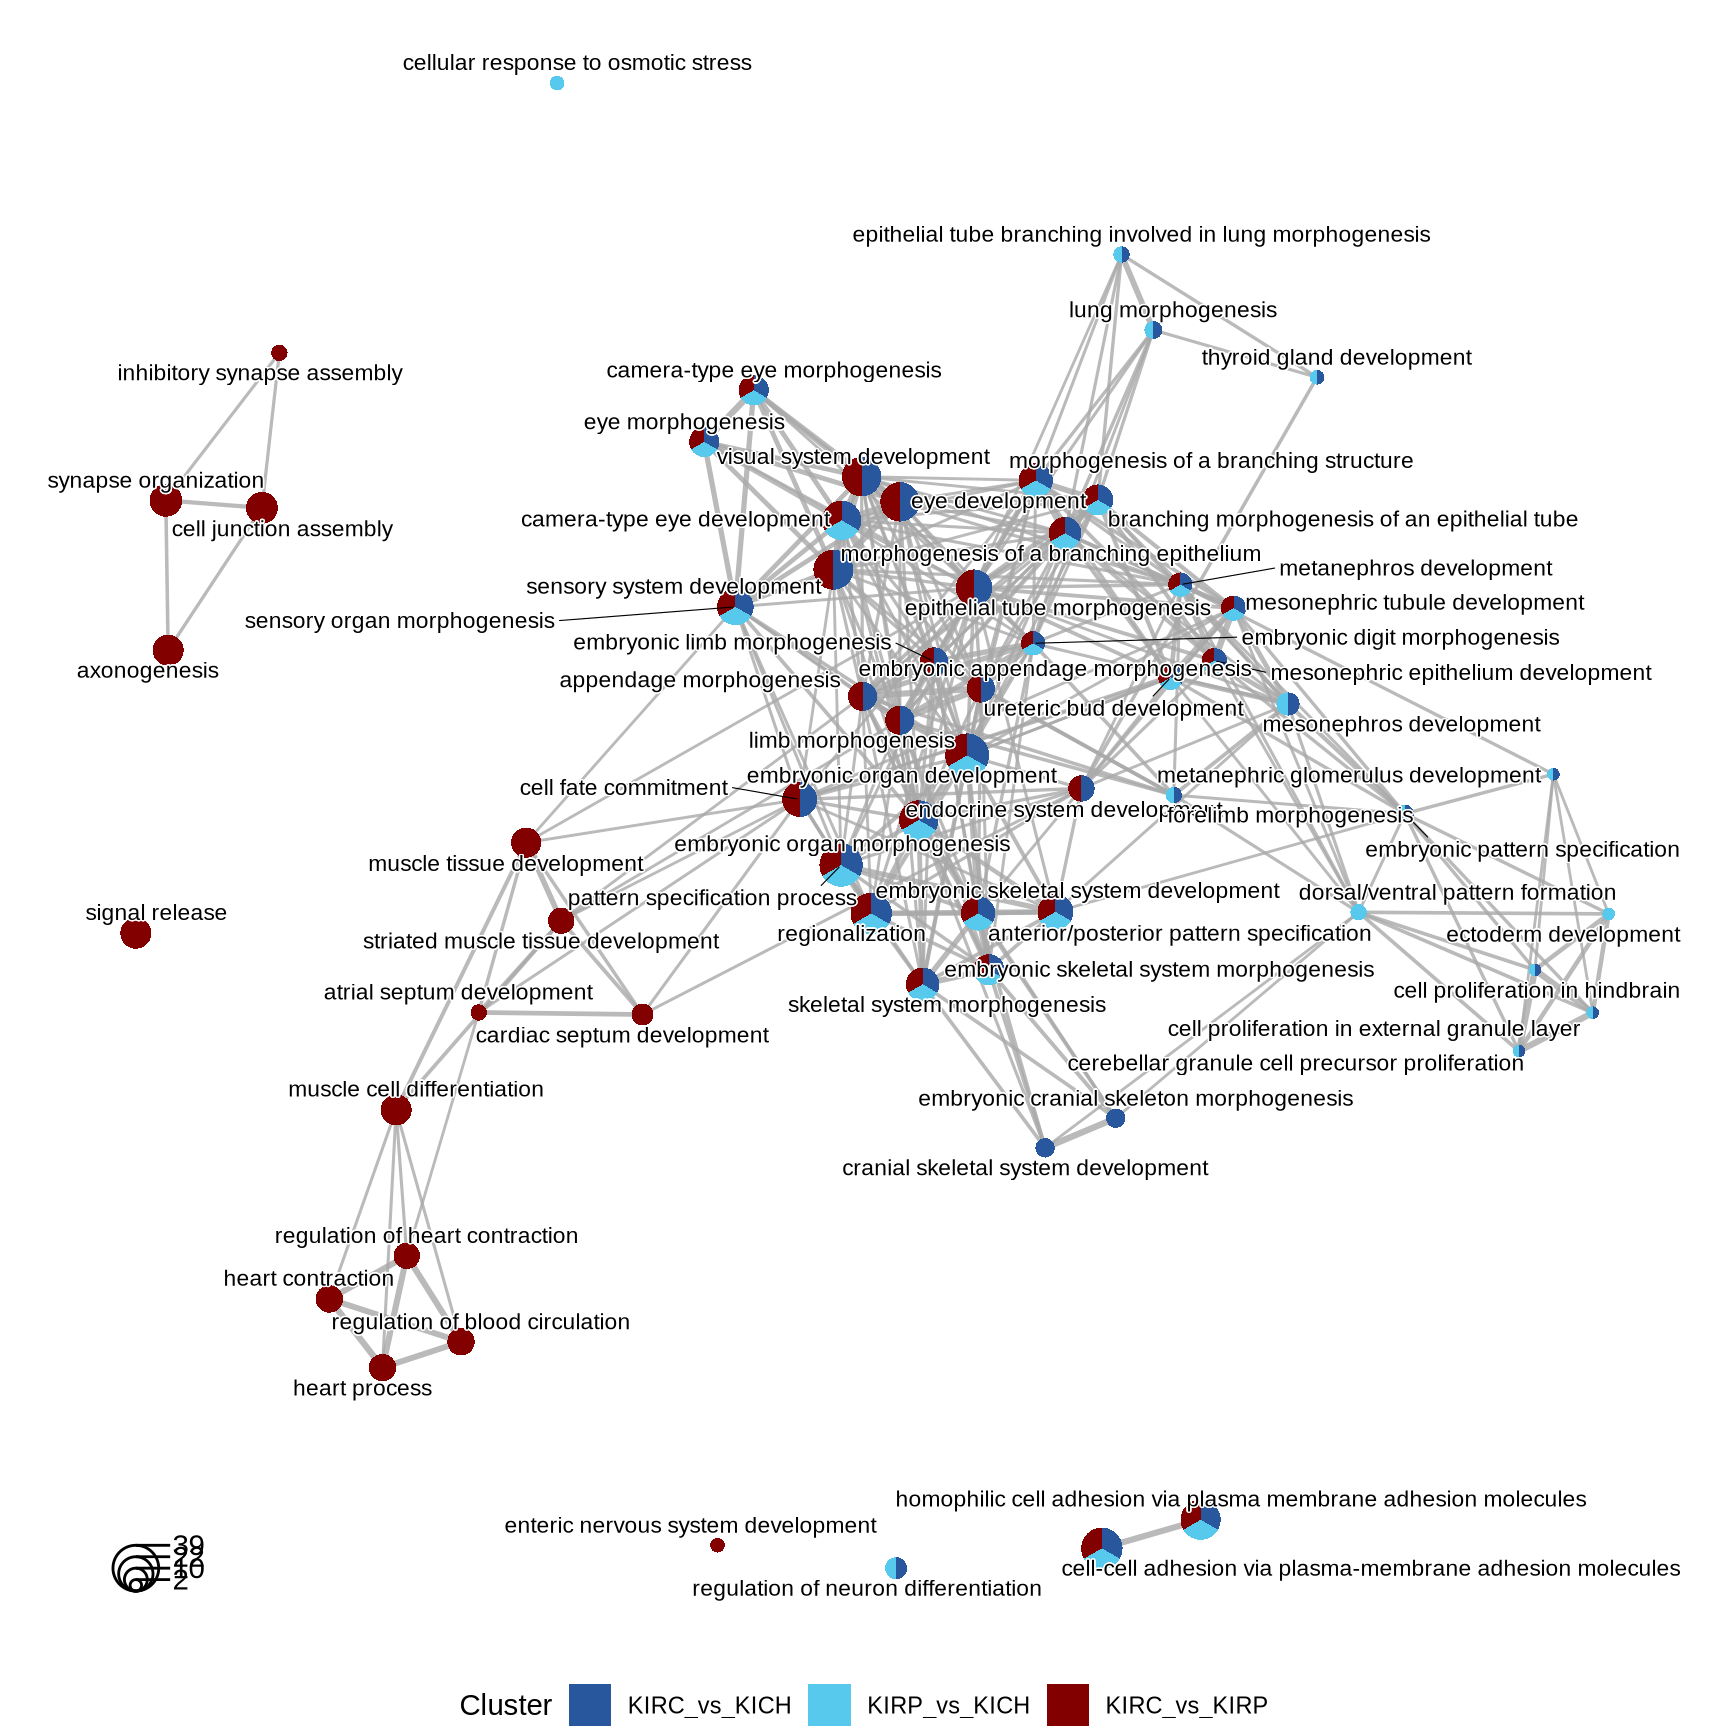 cellular response to osmotic stress
epithelial tube branching involved in lung morphogenesis
lung morphogenesis
thyroid gland development
inhibitory synapse assembly
camera-type eye morphogenesis
eye morphogenesis
visual system development
morphogenesis of a branching structure
synapse organization
eye development
cell junction assembly
camera-type eye development
branching morphogenesis of an epithelial tube
morphogenesis of a branching epithelium
metanephros development
sensory system development
mesonephric tubule development
epithelial tube morphogenesis
sensory organ morphogenesis
embryonic digit morphogenesis
embryonic limb morphogenesis
embryonic appendage morphogenesis
mesonephric epithelium development
axonogenesis
appendage morphogenesis
ureteric bud development
mesonephros development
limb morphogenesis
embryonic organ development
metanephric glomerulus development
cell fate commitment
endocrine system development
forelimb morphogenesis
embryonic organ morphogenesis
embryonic pattern specification
muscle tissue development
embryonic skeletal system development
dorsal/ventral pattern formation
pattern specification process
signal release
regionalization
anterior/posterior pattern specification
ectoderm development
striated muscle tissue development
embryonic skeletal system morphogenesis
atrial septum development
cell proliferation in hindbrain
skeletal system morphogenesis
cardiac septum development
cell proliferation in external granule layer
cerebellar granule cell precursor proliferation
muscle cell differentiation
embryonic cranial skeleton morphogenesis
cranial skeletal system development
regulation of heart contraction
heart contraction
regulation of blood circulation
heart process
homophilic cell adhesion via plasma membrane adhesion molecules
enteric nervous system development
cell-cell adhesion via plasma-membrane adhesion molecules
regulation of neuron differentiation
39
10
2
Cluster KIRC_vs_KICH KIRP_vs_KICH KIRC_vs_KIRP